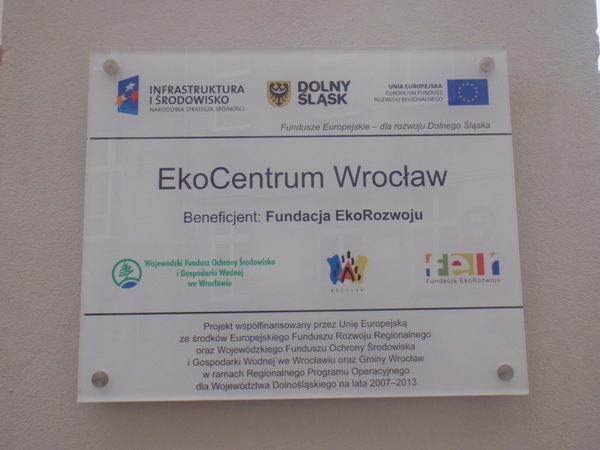 INFRASTRUKTURA
I ŚRODOWISKO
NARODOWA STRATEGIA SPÓJNOŚCI
DOLNY
ŚLĄSK
UNIA EUROPEJSKA
EUROPEJSKI FUNDUSZ
ROZWOJU REGIONALNEGO
Fundusze Europejskie – dla rozwoju Dolnego Śląska
EkoCentrum Wrocław
Beneficjent: Fundacja EkoRozwoju
Wojewódzki Fundusz Ochrony Środowiska
i Gospodarki Wodnej
we Wrocławiu
WROCŁAW
fer
Fundacja EkoRozwoju
Projekt współfinansowany przez Unię Europejską
ze środków Europejskiego Funduszu Rozwoju Regionalnego
oraz Wojewódzkiego Funduszu Ochrony Środowiska
i Gospodarki Wodnej we Wrocławiu oraz Gminy Wrocław
w ramach Regionalnego Programu Operacyjnego
dla Województwa Dolnośląskiego na lata 2007–2013